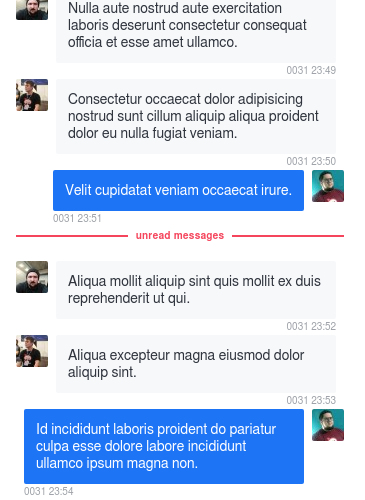 Nulla aute nostrud aute exercitation
laboris deserunt consectetur consequat
officia et esse amet ullamco.
0031 23:49
Consectetur occaecat dolor adipisicing
nostrud sunt cillum aliquip aliqua proident
dolor eu nulla fugiat veniam.
0031 23:50
Velit cupidatat veniam occaecat irure.
0031 23:51
unread messages
Aliqua mollit aliquip sint quis mollit ex duis
reprehenderit ut qui.
0031 23:52
Aliqua excepteur magna eiusmod dolor
aliquip sint.
0031 23:53
Id incididunt laboris proident do pariatur
culpa esse dolore labore incididunt
ullamco ipsum magna non.
0031 23:54